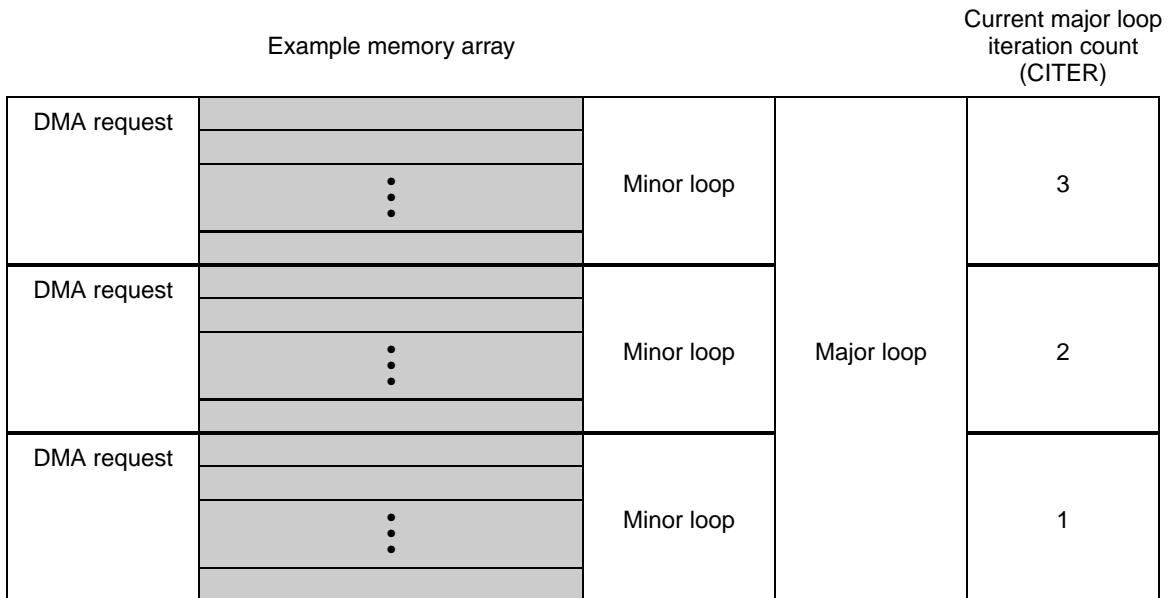 Example memory array
Current major loop
iteration count
(CITER)
DMA request
Minor loop
3
DMA request
Minor loop
Major loop
2
DMA request
Minor loop
1